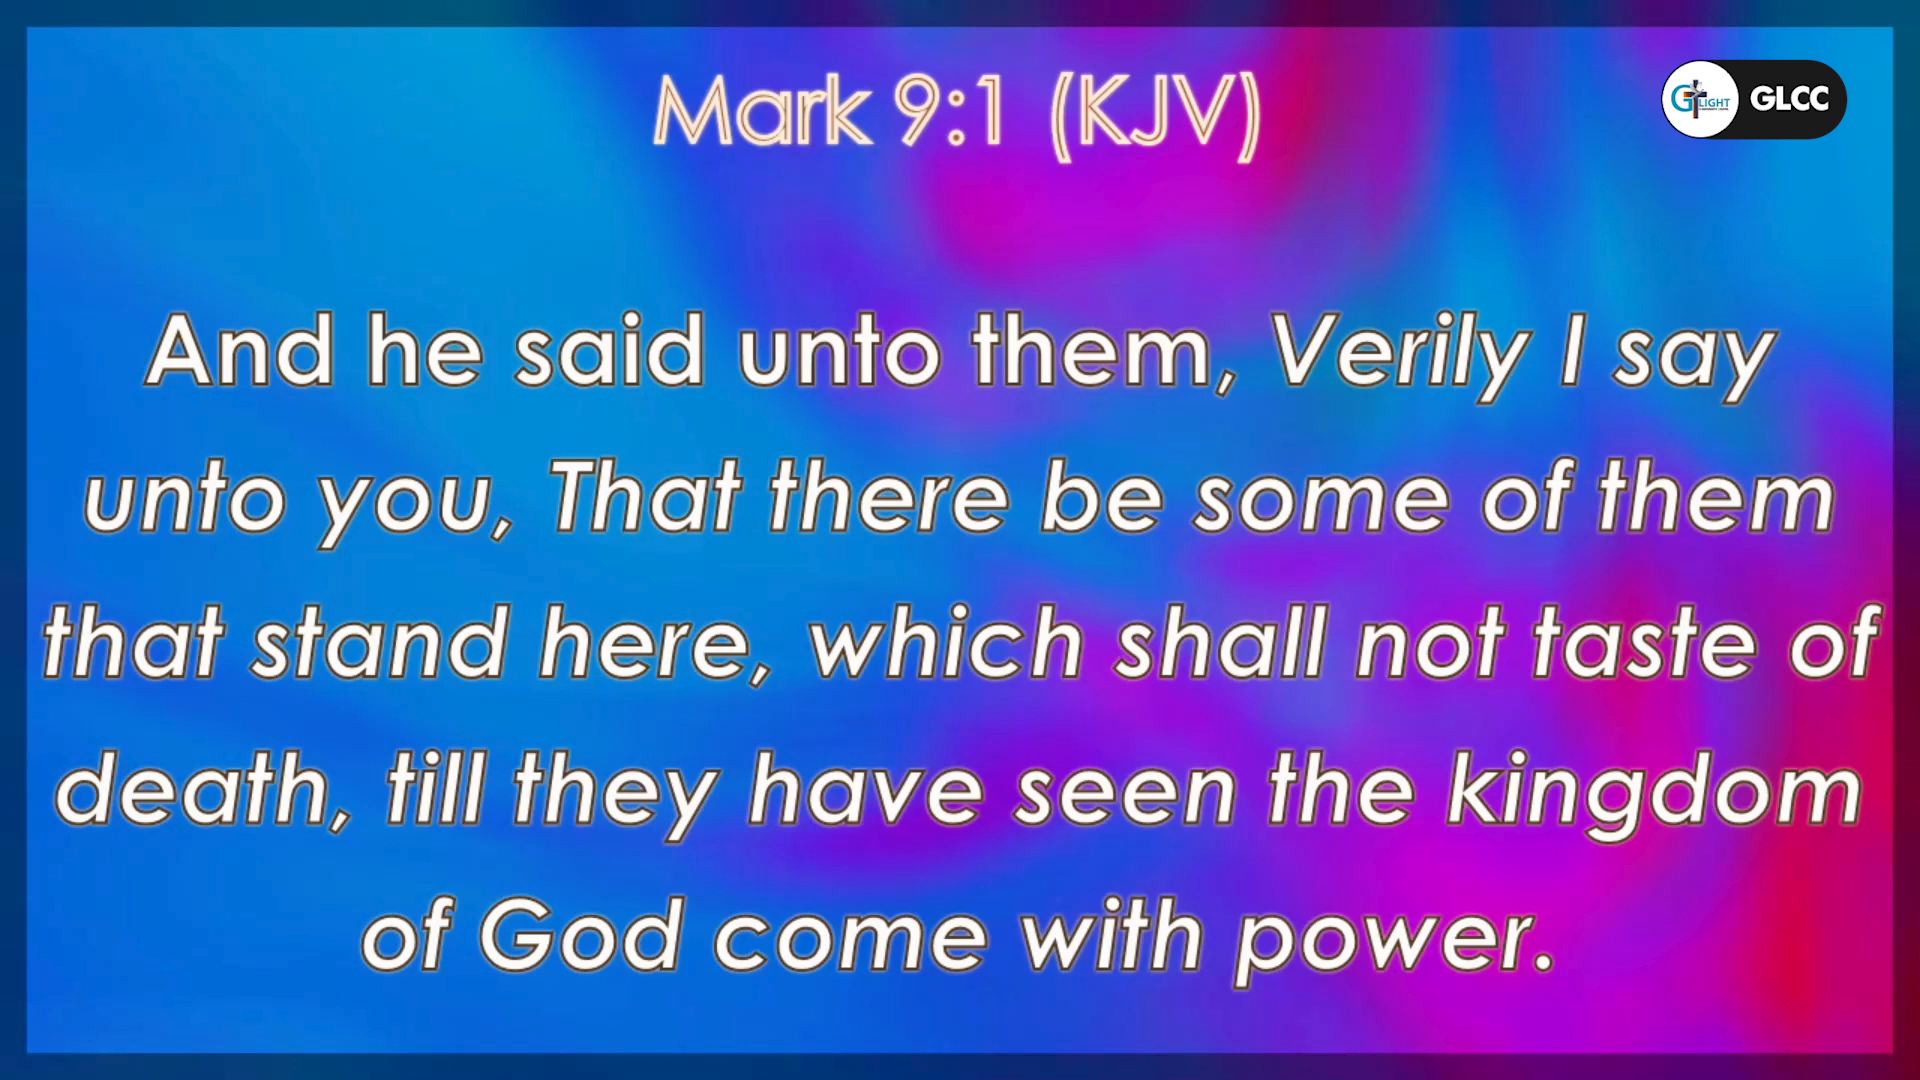 Mark 9:1 (KJV)
G LIGHT
GLCC
And he said unto them, Verily I say
unto you, That there be some of them
that stand here, which shall not taste of
death, till they have seen the kingdom
of God come with power.